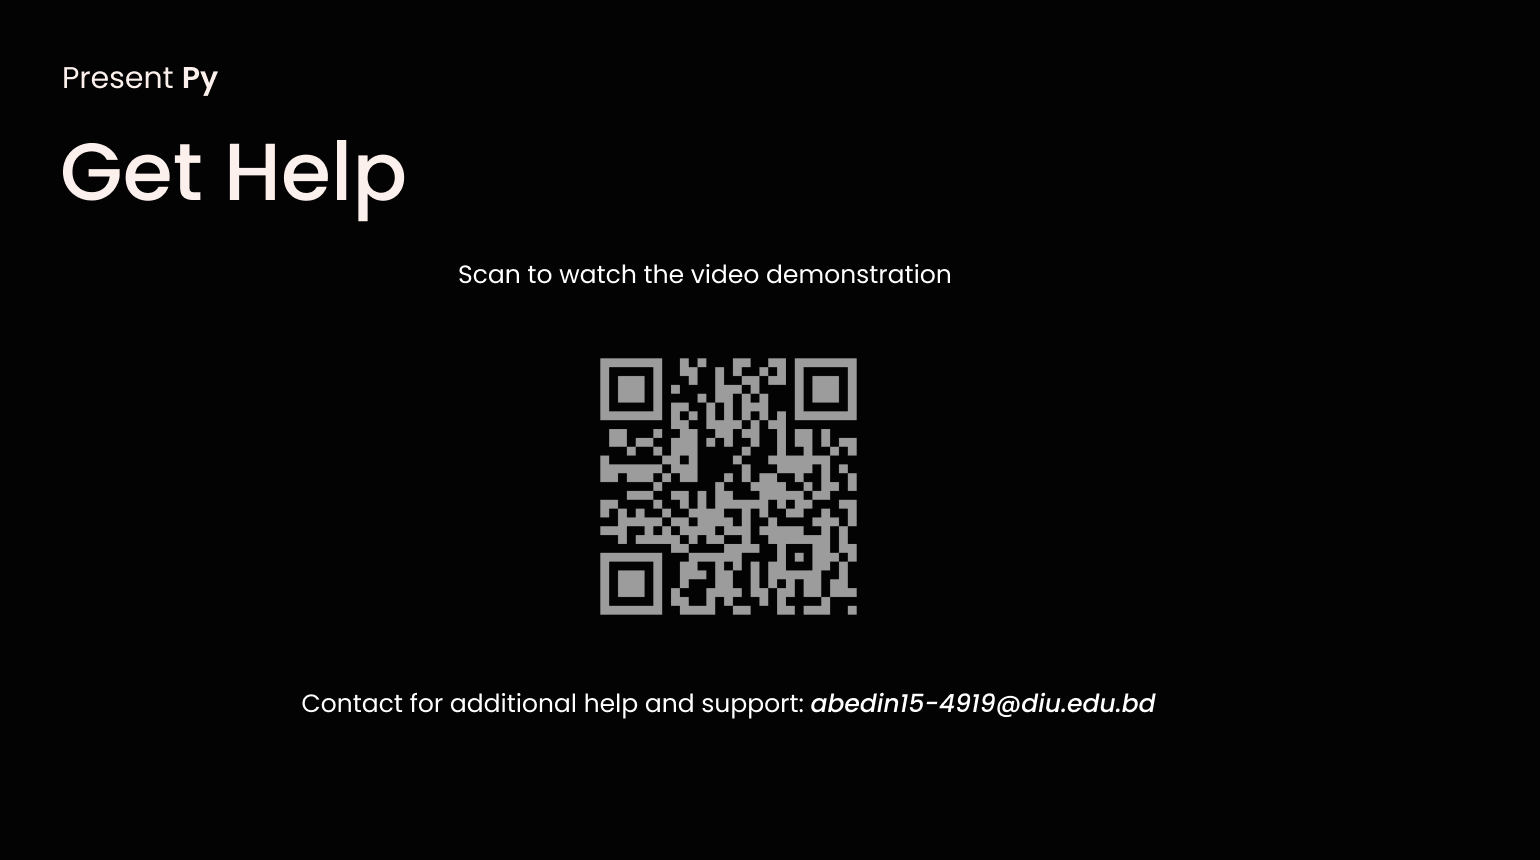 Present Py
Get Help
Scan to watch the video demonstration
Contact for additional help and support: abedin15-4919@diu.edu.bd